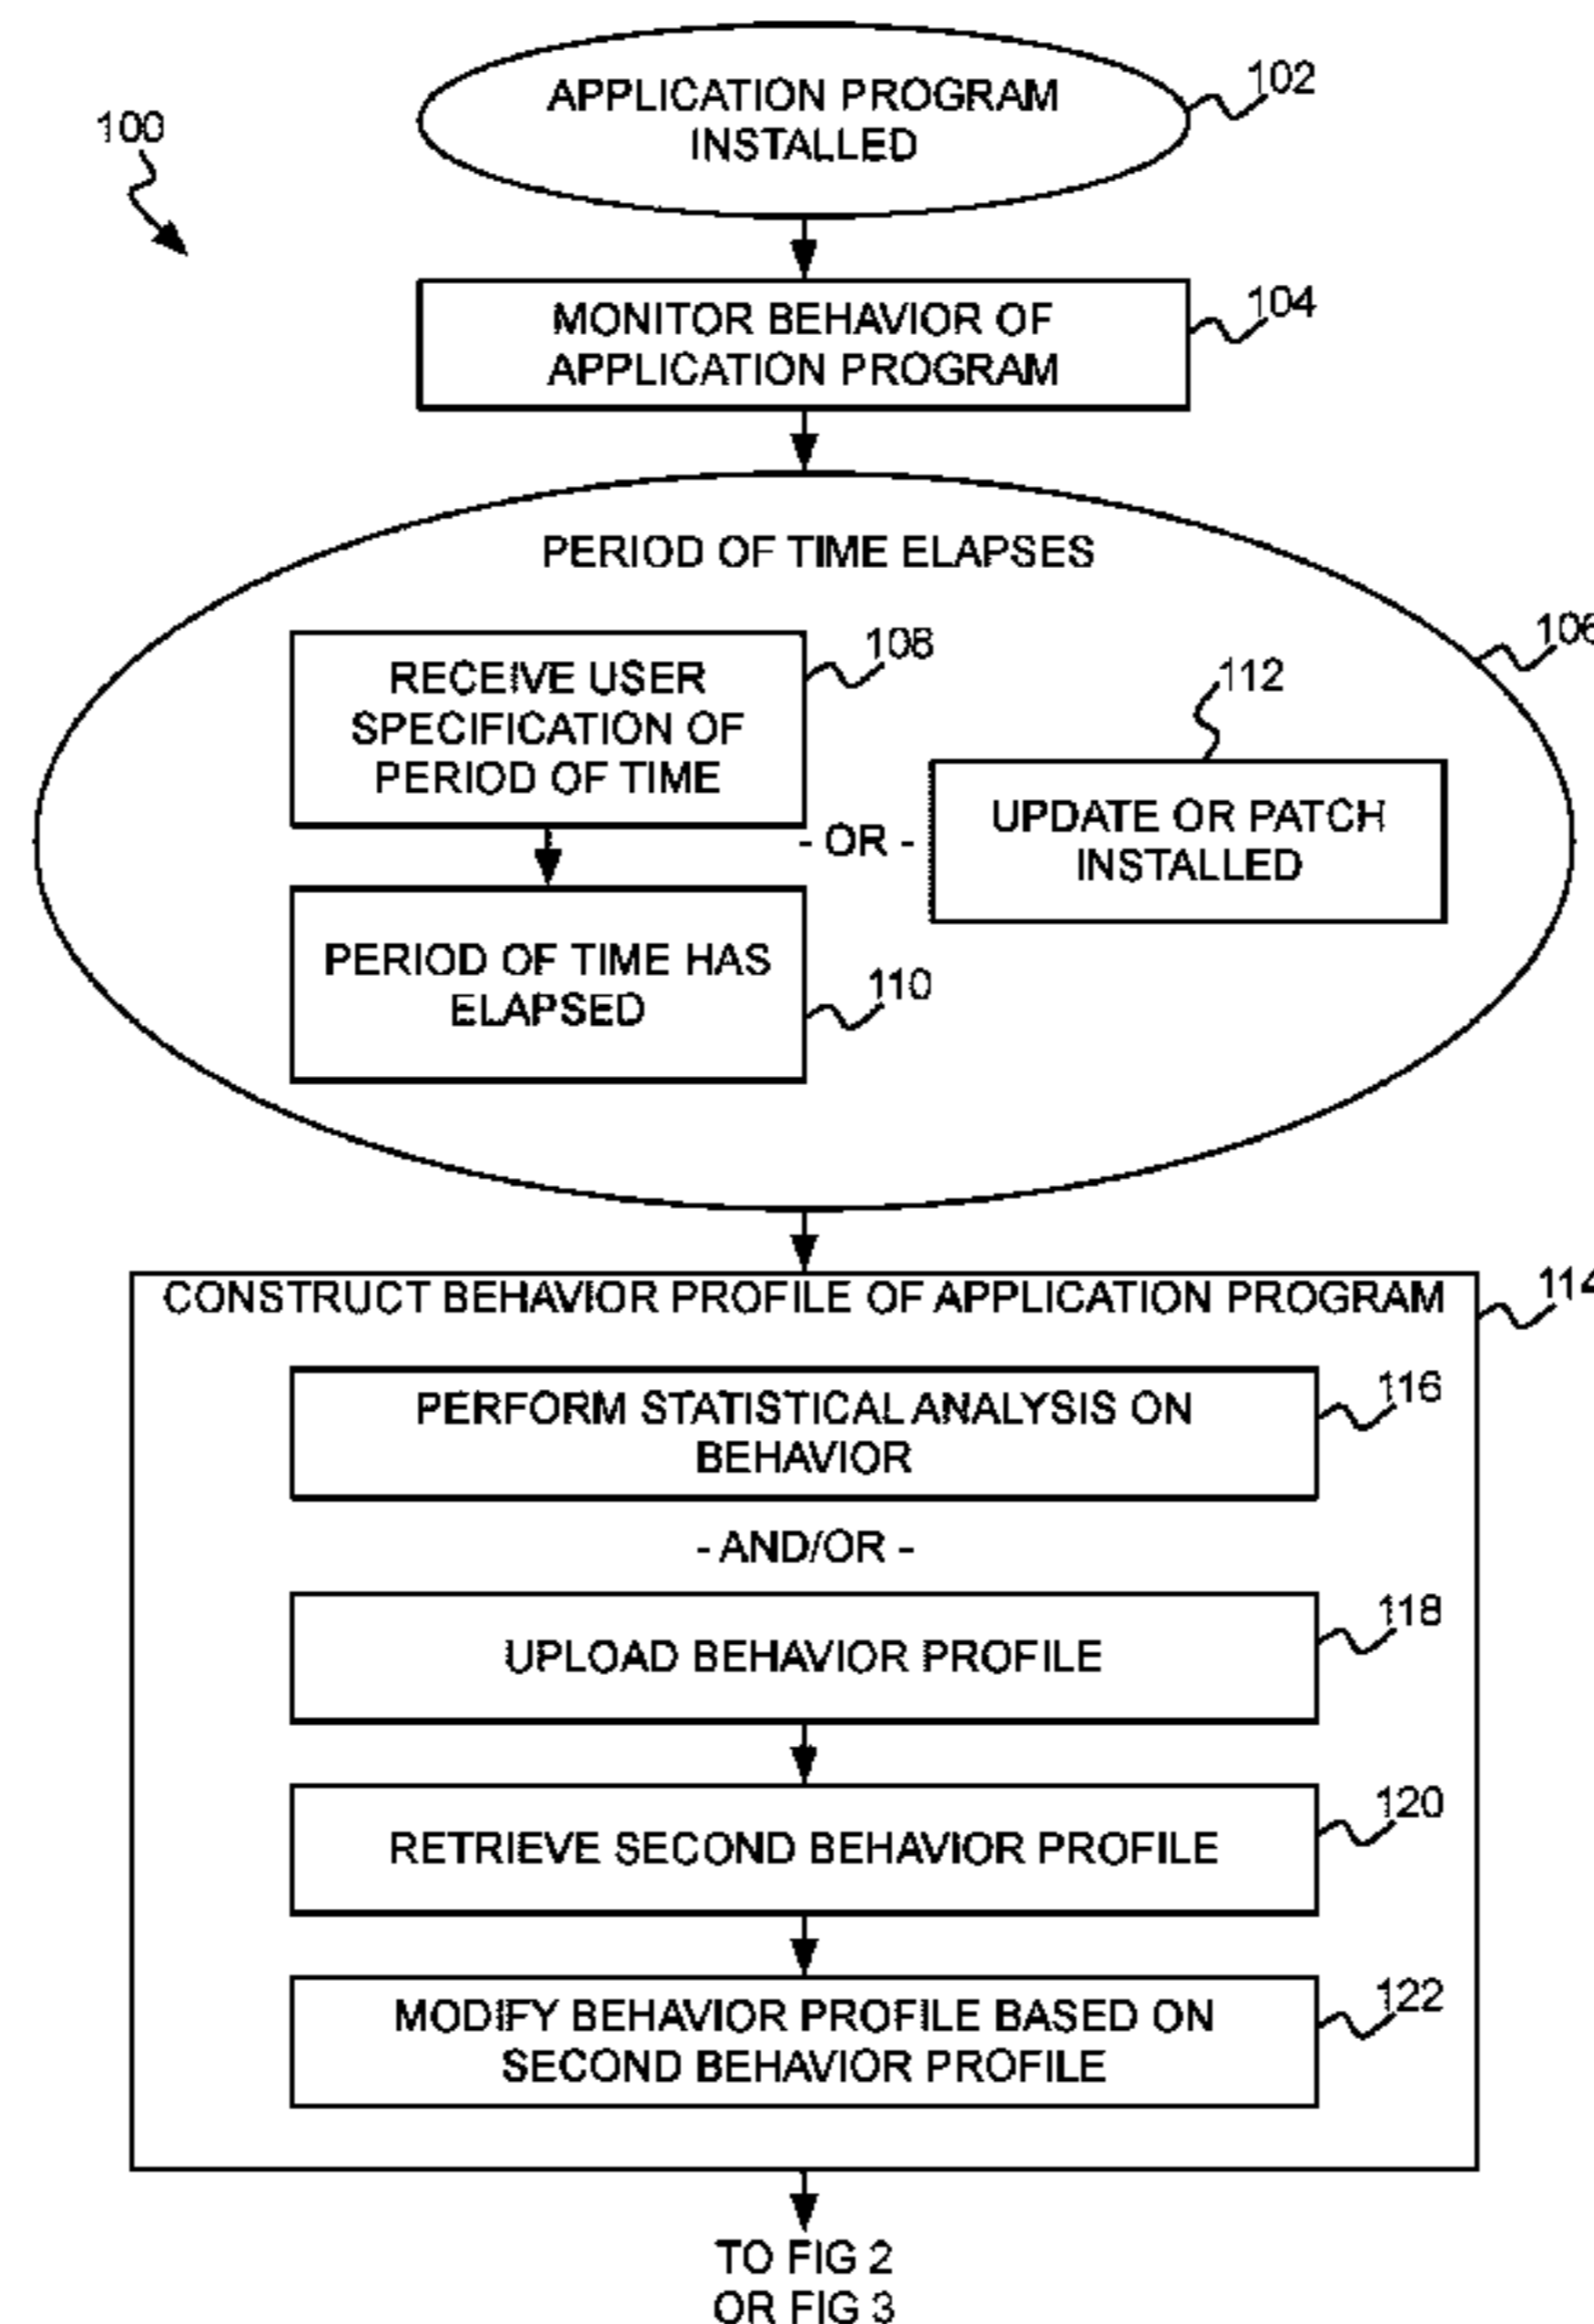 100
APPLICATION PROGRAM
INSTALLED
102
MONITOR BEHAVIOR OF
APPLICATION PROGRAM
104
PERIOD OF TIME ELAPSES
106
RECEIVE USER
SPECIFICATION OF
PERIOD OF TIME
108
- OR -
112
UPDATE OR PATCH
INSTALLED
PERIOD OF TIME HAS
ELAPSED
110
CONSTRUCT BEHAVIOR PROFILE OF APPLICATION PROGRAM
114
PERFORM STATISTICAL ANALYSIS ON
BEHAVIOR
116
- AND/OR -
UPLOAD BEHAVIOR PROFILE
118
RETRIEVE SECOND BEHAVIOR PROFILE
120
MODIFY BEHAVIOR PROFILE BASED ON
SECOND BEHAVIOR PROFILE
122
TO FIG 2
OR FIG 3